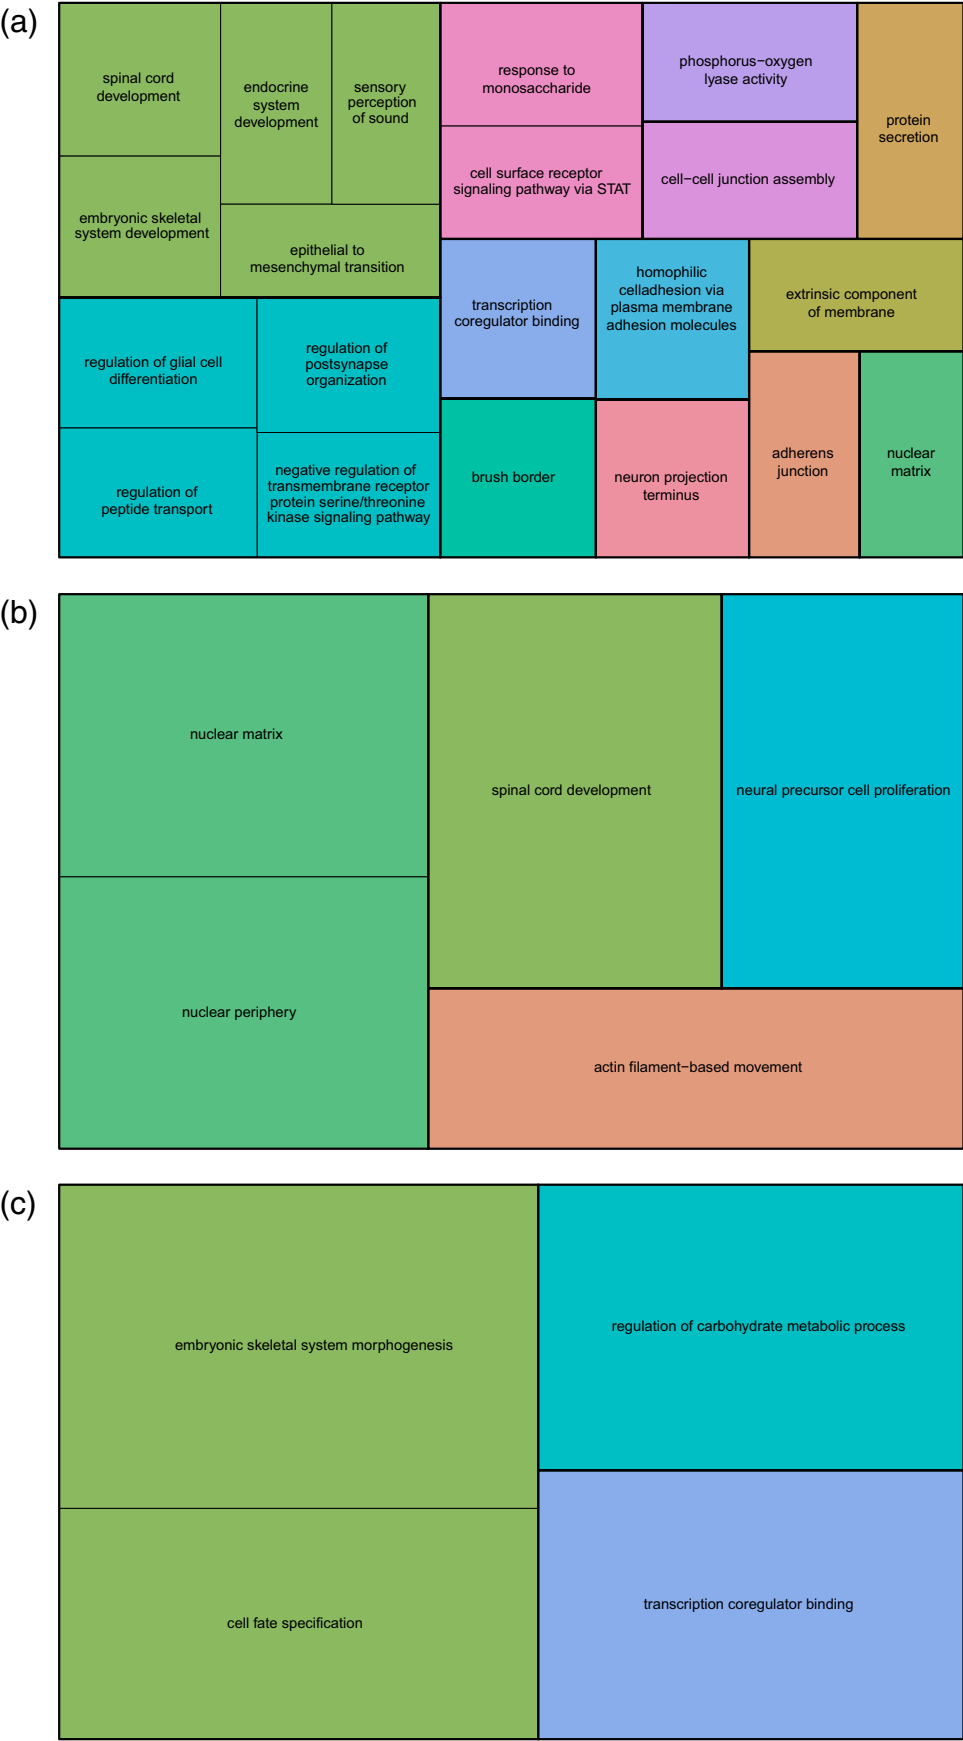 (a)
spinal cord
development
endocrine
system
development
sensory
perception
of sound
embryonic skeletal
system development
epithelial to
mesenchymal transition
regulation of glial cell
differentiation
regulation of
postsynapse
organization
regulation of
peptide transport
negative regulation of
transmembrane receptor
protein serine/threonine
kinase signaling pathway
response to
monosaccharide
cell surface receptor
signaling pathway via STAT
phosphorus−oxygen
lyase activity
cell−cell junction assembly
protein
secretion
transcription
coregulator binding
homophilic
celladhesion via
plasma membrane
adhesion molecules
extrinsic component
of membrane
brush border
neuron projection
terminus
adherens
junction
nuclear
matrix
(b)
nuclear matrix
nuclear periphery
spinal cord development
neural precursor cell proliferation
actin filament−based movement
(c)
embryonic skeletal system morphogenesis
cell fate specification
regulation of carbohydrate metabolic process
transcription coregulator binding